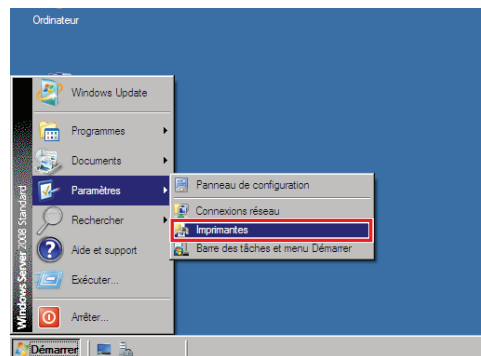 Ordinateur
Windows Update
Programmes
Documents
Paramètres
Panneau de configuration
Connexions réseau
Imprimantes
Barre des tâches et menu Démarrer
Rechercher
Aide et support
Exécuter...
Arrêter...
Windows Server 2008 Standard
Démarrer